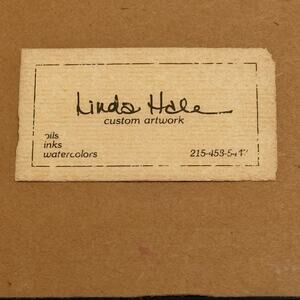 Linda Hale
custom artwork
oils
inks
watercolors